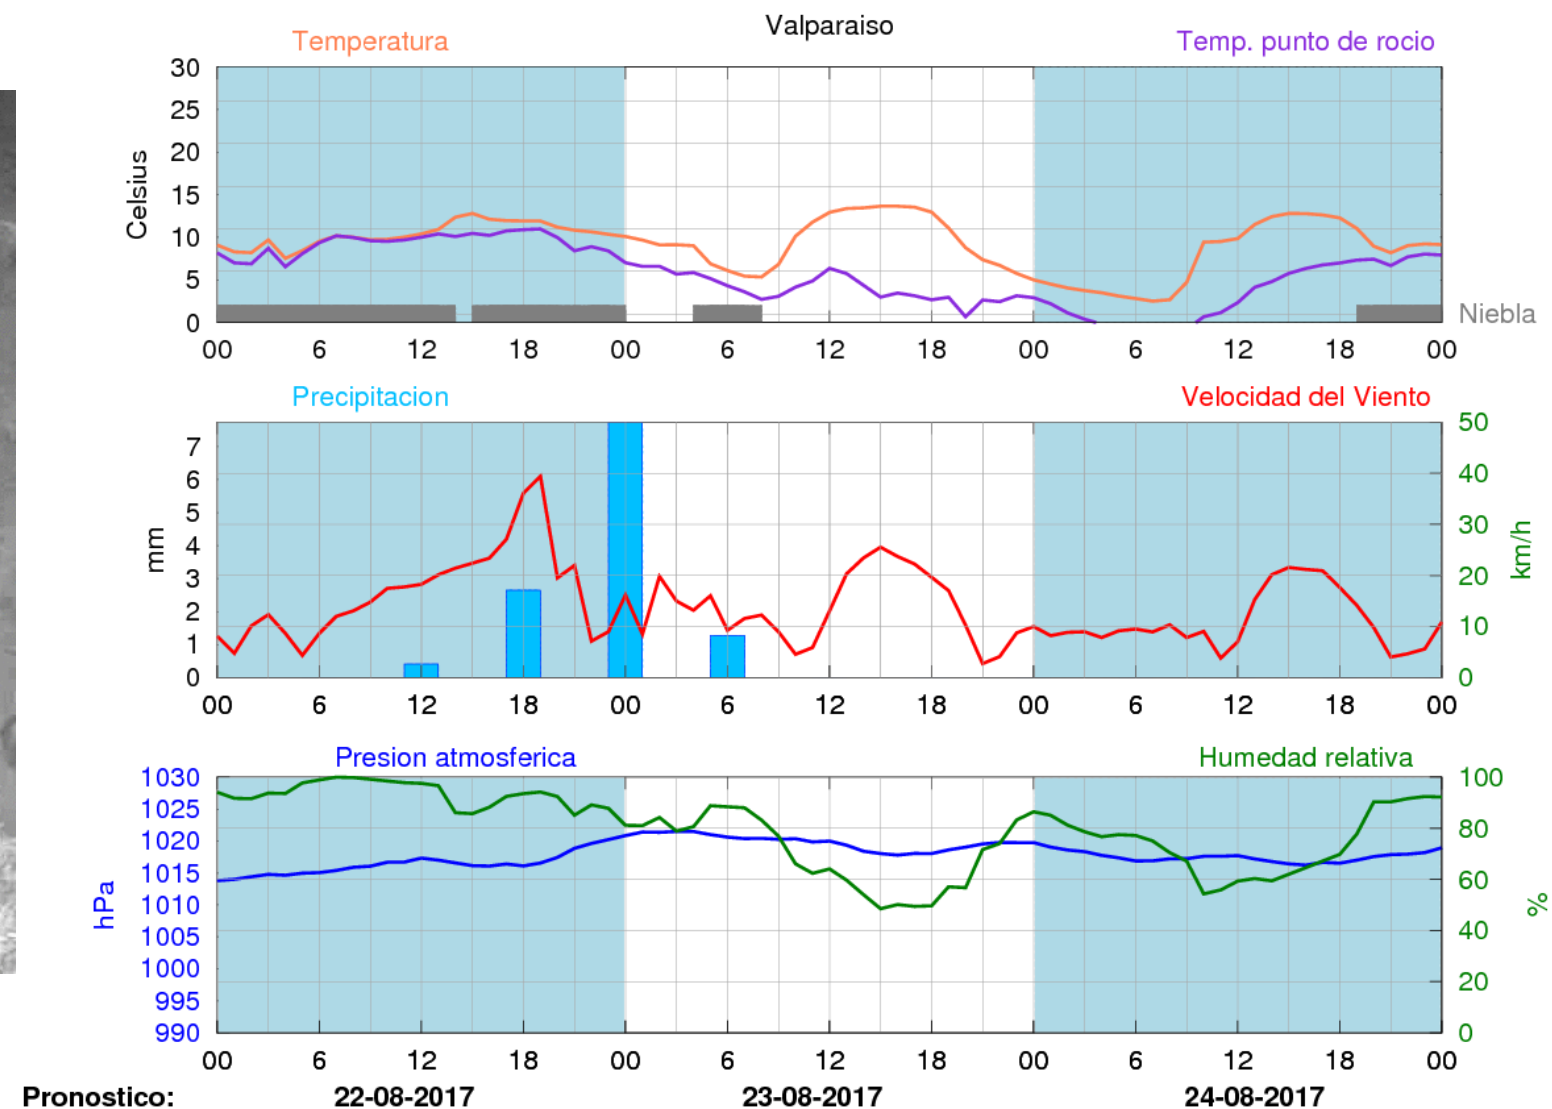 Valparaiso
Temperatura Temp. punto de rocio
30
25
20
15
10
5
0
Celsius
Niebla
00 6 12 18 00 6 12 18 00 6 12 18 00
Precipitacion Velocidad del Viento
7
6
5
4
3
2
1
0
mm
50
40
30
20
10
0
km/h
00 6 12 18 00 6 12 18 00 6 12 18 00
Presion atmosferica Humedad relativa
1030
1025
1020
1015
1010
1005
1000
995
990
hPa
100
80
60
40
20
0
%
00 6 12 18 00 6 12 18 00 6 12 18 00
Pronostico: 22-08-2017 23-08-2017 24-08-2017